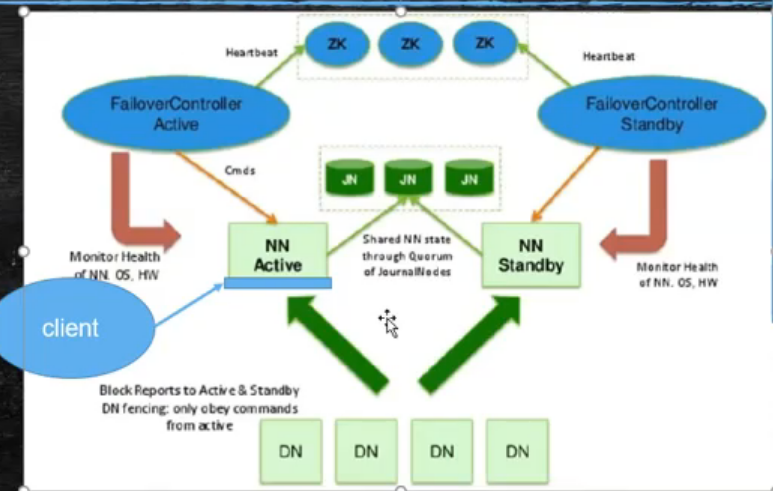 ZK
ZK
ZK
Heartbeat
Heartbeat
FailoverController
Active
FailoverController
Standby
Cmds
JN
JN
JN
NN
Active
Shared NN state
through Quorum
of JournalNodes
NN
Standby
Monitor Health
of NN. OS, HW
Monitor Health
of NN. OS, HW
client
Block Reports to Active & Standby
DN fencing: only obey commands
from active
DN
DN
DN
DN